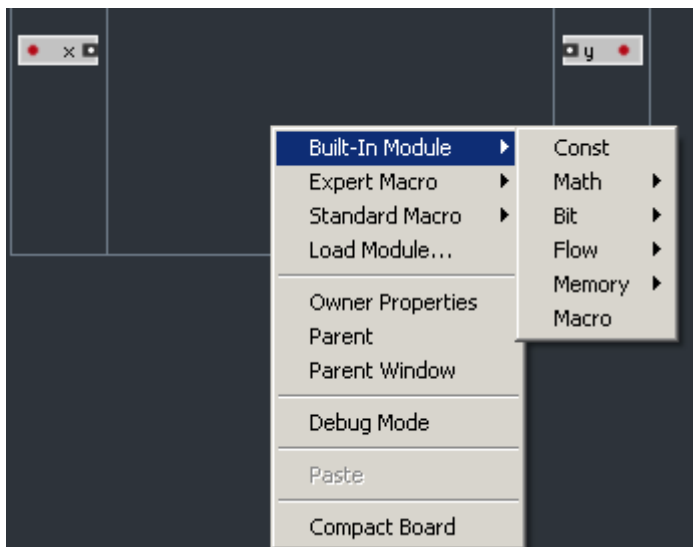 x
y
Built-In Module
Expert Macro
Standard Macro
Load Module...
Owner Properties
Parent
Parent Window
Debug Mode
Paste
Compact Board
Const
Math
Bit
Flow
Memory
Macro